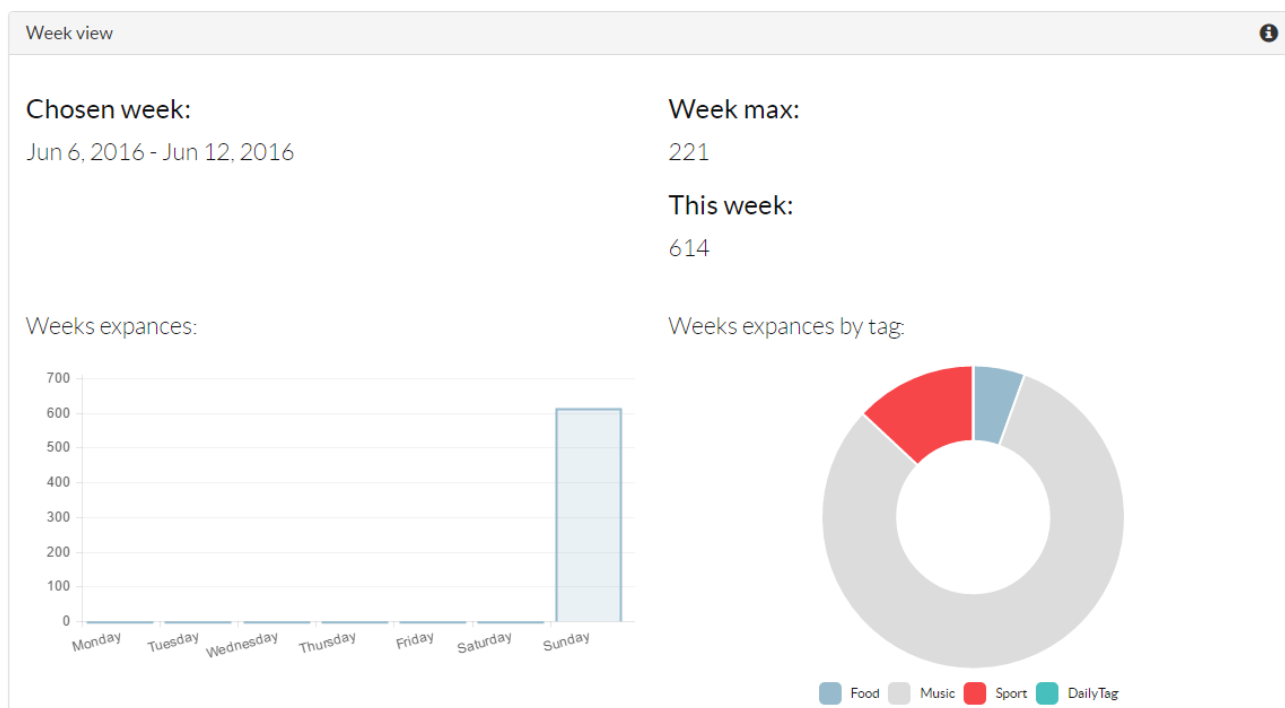 Week view
Chosen week:
Jun 6, 2016 - Jun 12, 2016
Week max:
221
This week:
614
Weeks expances:
700
600
500
400
300
200
100
0
Monday Tuesday Wednesday Thursday Friday Saturday Sunday
Weeks expances by tag:
Food Music Sport DailyTag